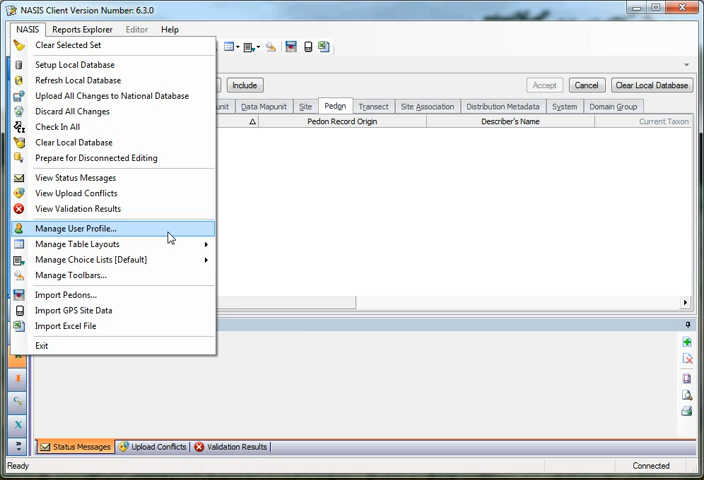 NASIS Client Version Number: 6.3.0
NASIS Reports Explorer Editor Help
Clear Selected Set
Setup Local Database
Refresh Local Database
Upload All Changes to National Database
Discard All Changes
Check In All
Clear Local Database
Prepare for Disconnected Editing
View Status Messages
View Upload Conflicts
View Validation Results
Manage User Profile...
Manage Table Layouts
Manage Choice Lists [Default]
Manage Toolbars...
Import Pedons...
Import GPS Site Data
Import Excel File
Exit
Include Accept Cancel Clear Local Database
unit Data Mapunit Site Pedon Transect Site Association Distribution Metadata System Domain Group
Pedon Record Origin Describer's Name Current Taxon
Status Messages Upload Conflicts Validation Results
Ready Connected